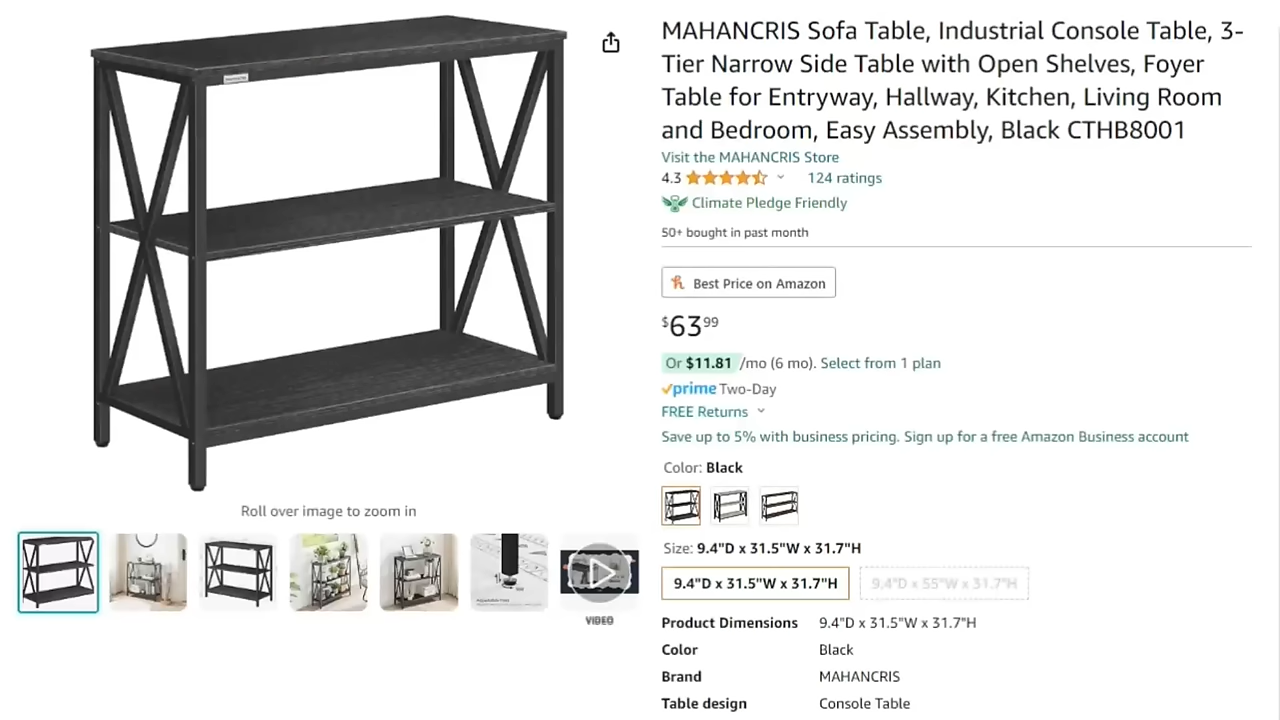 MAHANCRIS Sofa Table, Industrial Console Table, 3-
Tier Narrow Side Table with Open Shelves, Foyer
Table for Entryway, Hallway, Kitchen, Living Room
and Bedroom, Easy Assembly, Black CTHB8001
Visit the MAHANCRIS Store
4.3 124 ratings
Climate Pledge Friendly
50+ bought in past month
Best Price on Amazon
$63 99
Or $11.81 /mo (6 mo). Select from 1 plan
prime Two-Day
FREE Returns
Save up to 5% with business pricing. Sign up for a free Amazon Business account
Color: Black
Roll over image to zoom in
VIDEO
Size: 9.4"D x 31.5"W x 31.7"H
9.4"D x 31.5"W x 31.7"H 9.4"D x 55"W x 31.7"H
Product Dimensions 9.4"D x 31.5"W x 31.7"H
Color Black
Brand MAHANCRIS
Table design Console Table